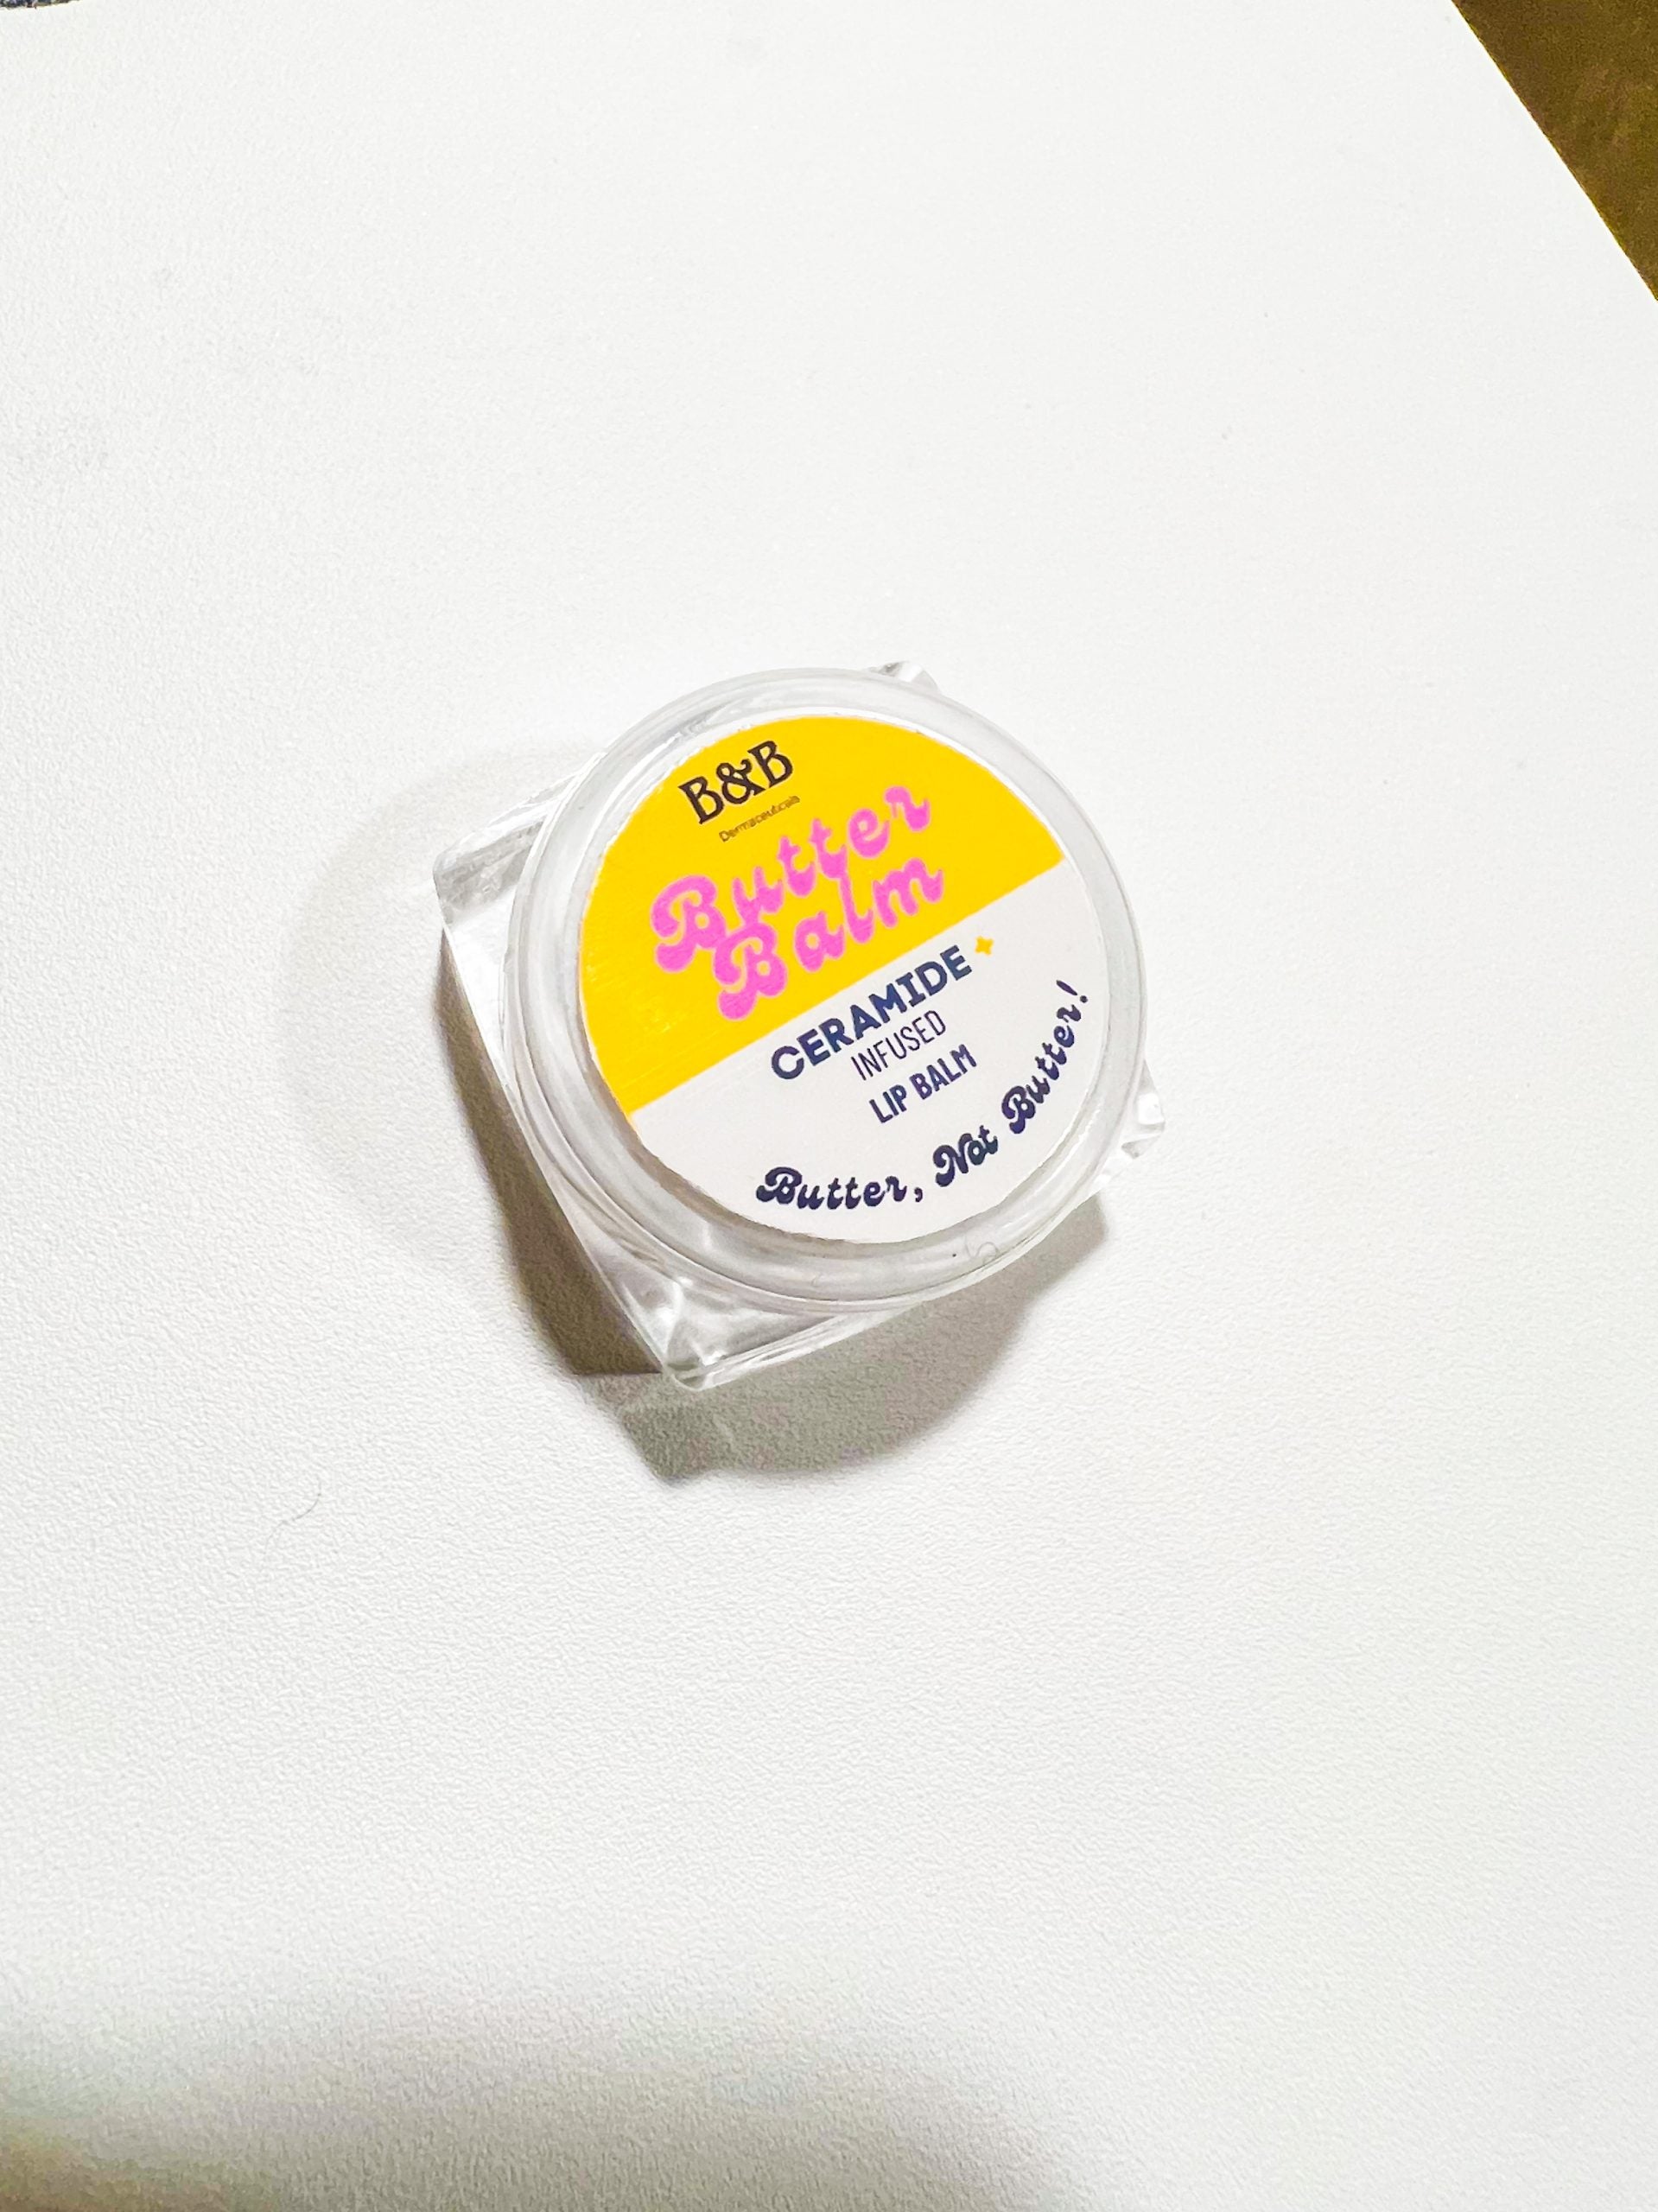 B&B
Dermaceuticals
Butter
Balm
CERAMIDE
INFUSED
LIP BALM
Butter, Not Butter!